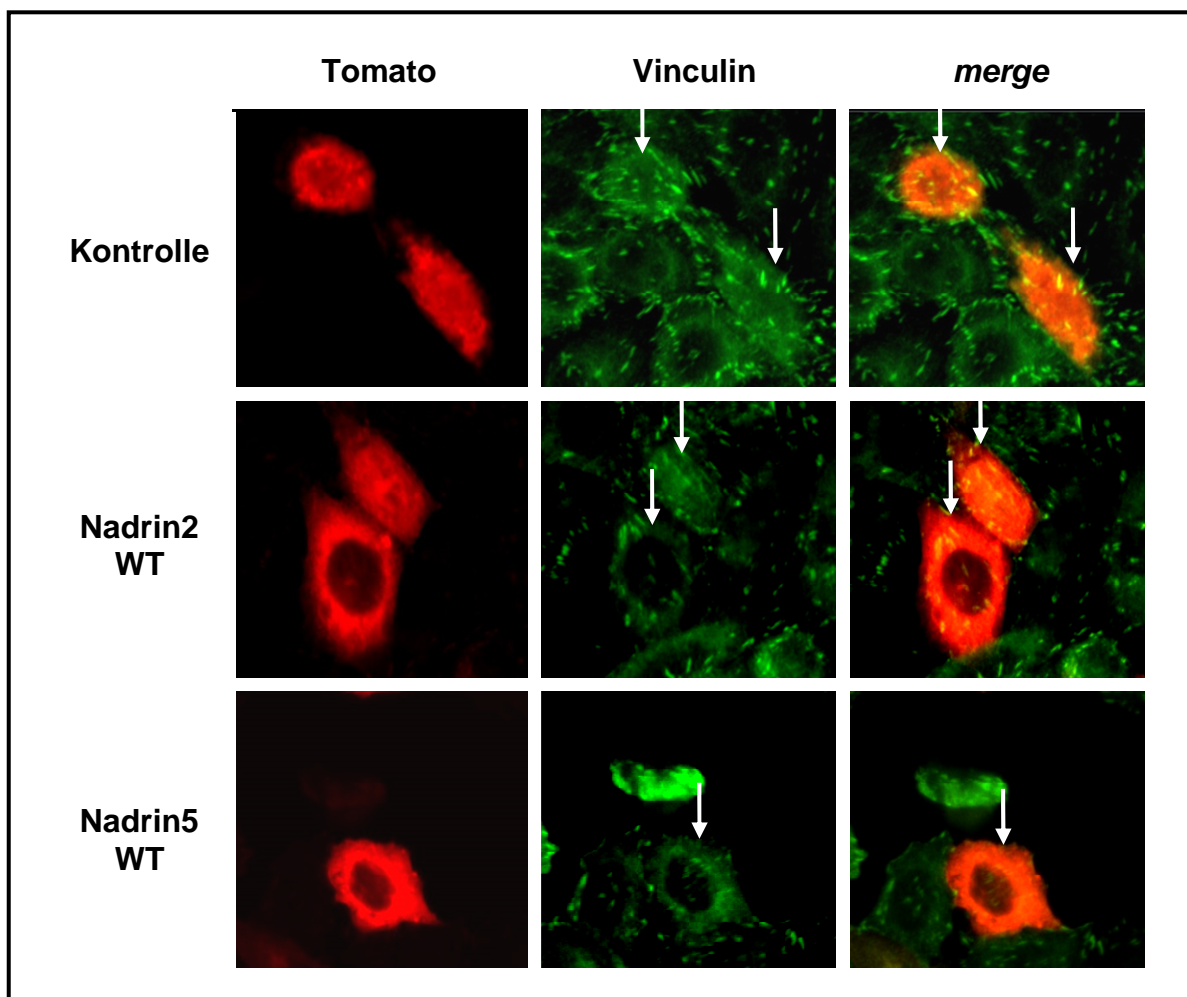 Tomato Vinculin merge
Kontrolle
Nadrin2
WT
Nadrin5
WT